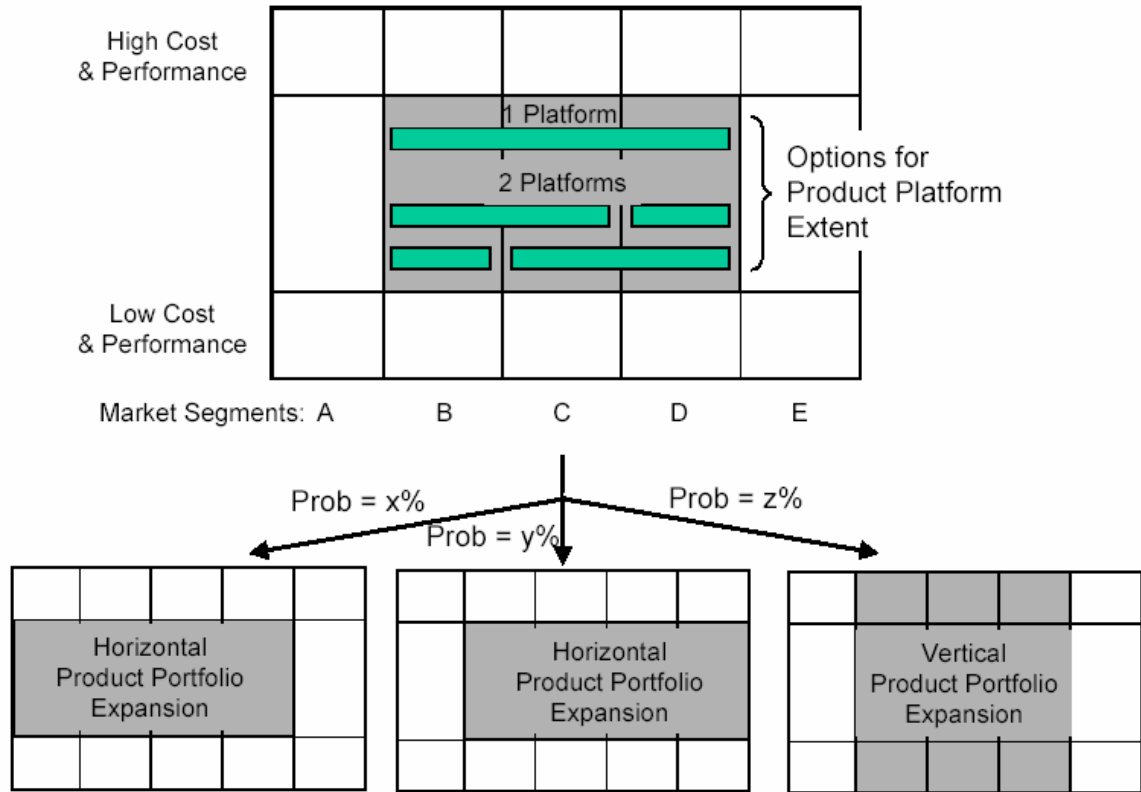 High Cost
& Performance
1 Platform
2 Platforms
Options for
Product Platform
Extent
Low Cost
& Performance
Market Segments: A B C D E
Prob = x%
Prob = y%
Prob = z%
Horizontal
Product Portfolio
Expansion
Horizontal
Product Portfolio
Expansion
Vertical
Product Portfolio
Expansion